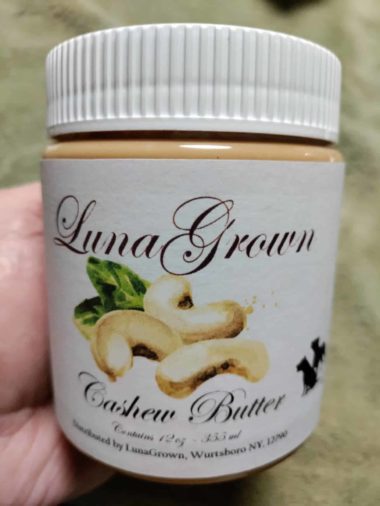 LunaGrown
Cashew Butter
Contains 12 oz - 355 ml
Distributed by LunaGrown, Wurtsboro NY, 12790